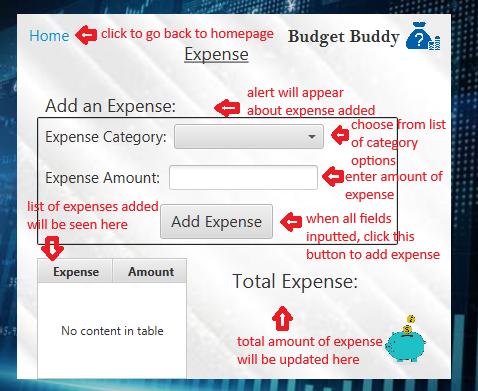 Home
click to go back to homepage
Budget Buddy
?
Expense
Add an Expense:
alert will appear
about expense added
Expense Category:
choose from list
of category
options
Expense Amount:
enter amount of
expense
list of expenses added
will be seen here
Add Expense
when all fields
inputted, click this
button to add expense
Expense Amount
No content in table
Total Expense:
total amount of expense
will be updated here